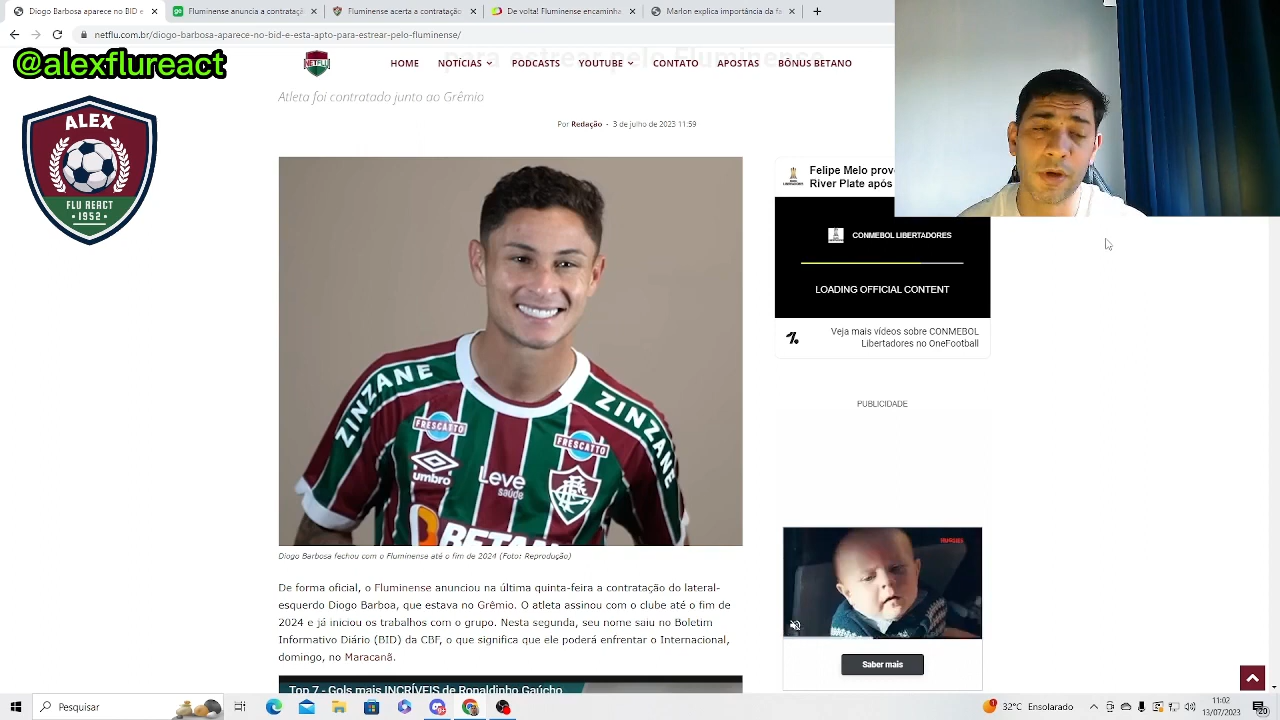 Diogo Barbosa aparece no BID e e
Fluminense anuncia a contrataçã
Fluminense acerta a contratação
De volta! Fluminense encaminha
Marlon explica importância da fa
netflu.com.br/diogo-barbosa-aparece-no-bid-e-esta-apto-para-estrear-pelo-fluminense/
@alexflureact
ALEX
FLU REACT
• 1952 •
NETFLU
HOME
NOTÍCIAS
PODCASTS
YOUTUBE
CONTATO
APOSTAS
BÔNUS BETANO
para estrear pelo Fluminense
Atleta foi contratado junto ao Grêmio
Por Redação - 3 de julho de 2023 11:59
ZINZANE
ZINZANE
FRESCATTO
FRESCATTO
umbro
Leve
saúde
BETAN
Diogo Barbosa fechou com o Fluminense até o fim de 2024 (Foto: Reprodução)
De forma oficial, o Fluminense anunciou na última quinta-feira a contratação do lateral-
esquerdo Diogo Barboa, que estava no Grêmio. O atleta assinou com o clube até o fim de
2024 e já iniciou os trabalhos com o grupo. Nesta segunda, seu nome saiu no Boletim
Informativo Diário (BID) da CBF, o que significa que ele poderá enfrentar o Internacional,
domingo, no Maracanã.
Top 7 - Gols mais INCRÍVEIS de Ronaldinho Gaúcho
Felipe Melo prov
River Plate após
CONMEBOL LIBERTADORES
LOADING OFFICIAL CONTENT
Veja mais vídeos sobre CONMEBOL
Libertadores no OneFootball
PUBLICIDADE
Saber mais
Pesquisar
32°C Ensolarado
11:02
13/07/2023
20